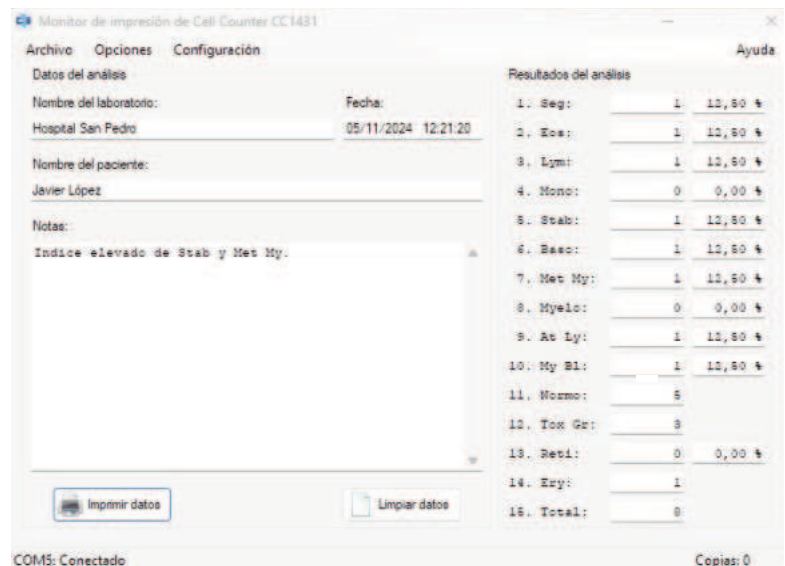 Monitor de impresión de Cell Counter CC1431
Archivo Opciones Configuración Ayuda
Datos del análisis
Nombre del laboratorio: Fecha:
Hospital San Pedro 05/11/2024 12:21:20
Nombre del paciente:
Javier López
Notas:
Indice elevado de Stab y Met My.
Imprimir datos Limpiar datos
Resultados del análisis
1. Seg: 1 12,50 %
2. Eos: 1 12,50 %
3. Lym: 1 12,50 %
4. Mono: 0 0,00 %
5. Stab: 1 12,50 %
6. Baso: 1 12,50 %
7. Met My: 1 12,50 %
8. Myelo: 0 0,00 %
9. At Ly: 1 12,50 %
10. My Bl: 1 12,50 %
11. Normo: 5
12. Tox Gr: 3
13. Reti: 0 0,00 %
14. Ery: 1
15. Total: 8
COM5: Conectado Copias: 0